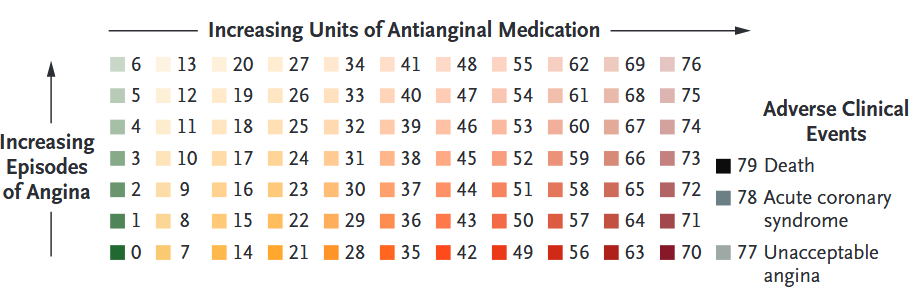 Increasing Units of Antianginal Medication
6 13 20 27 34 41 48 55 62 69 76
5 12 19 26 33 40 47 54 61 68 75
4 11 18 25 32 39 46 53 60 67 74
3 10 17 24 31 38 45 52 59 66 73
2 9 16 23 30 37 44 51 58 65 72
1 8 15 22 29 36 43 50 57 64 71
0 7 14 21 28 35 42 49 56 63 70
Increasing
Episodes
of Angina
Adverse Clinical
Events
79 Death
78 Acute coronary
syndrome
77 Unacceptable
angina